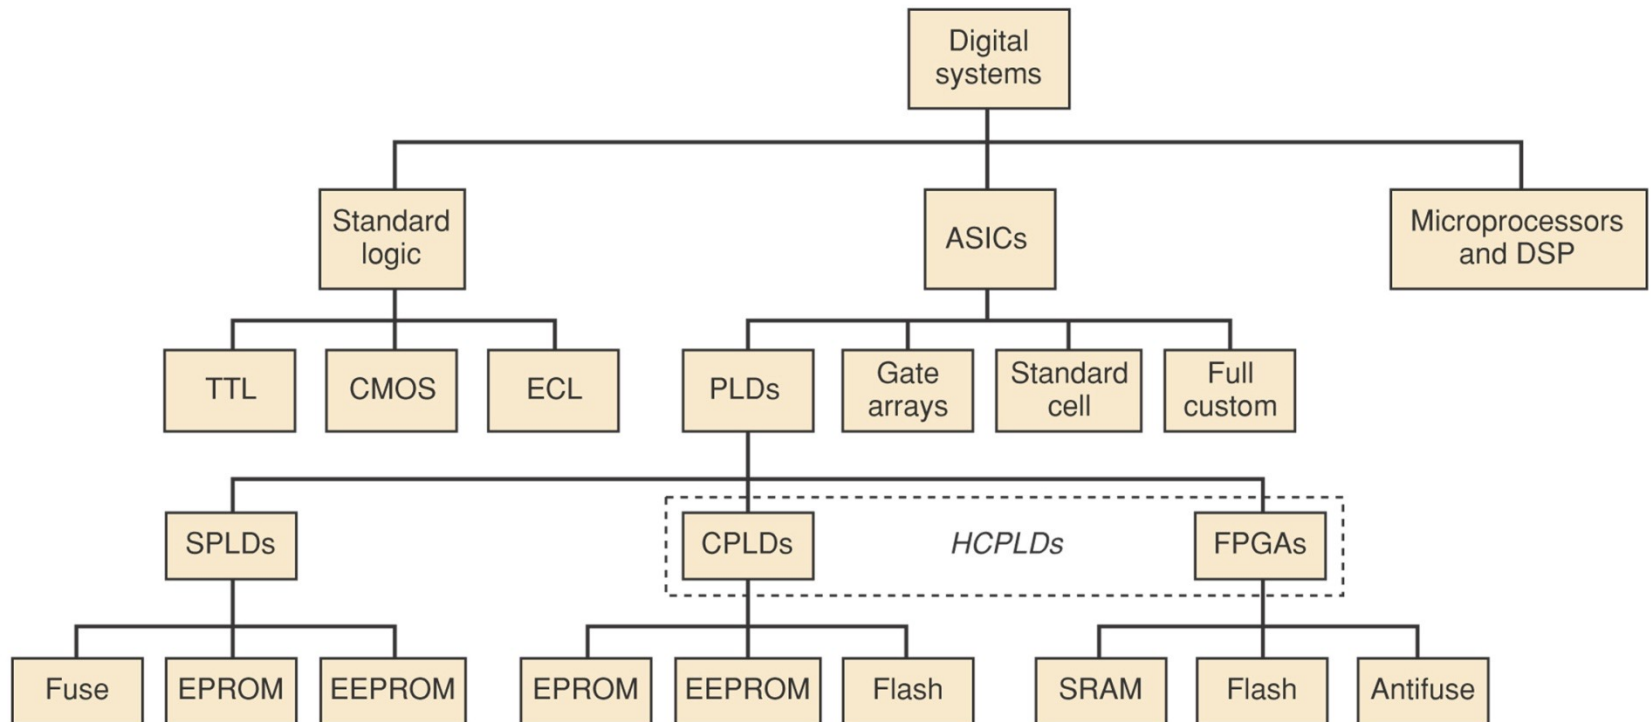 Digital
systems
Standard
logic
ASICs
Microprocessors
and DSP
TTL
CMOS
ECL
PLDs
Gate
arrays
Standard
cell
Full
custom
SPLDs
CPLDs
HCPLDs
FPGAs
Fuse
EPROM
EEPROM
EPROM
EEPROM
Flash
SRAM
Flash
Antifuse